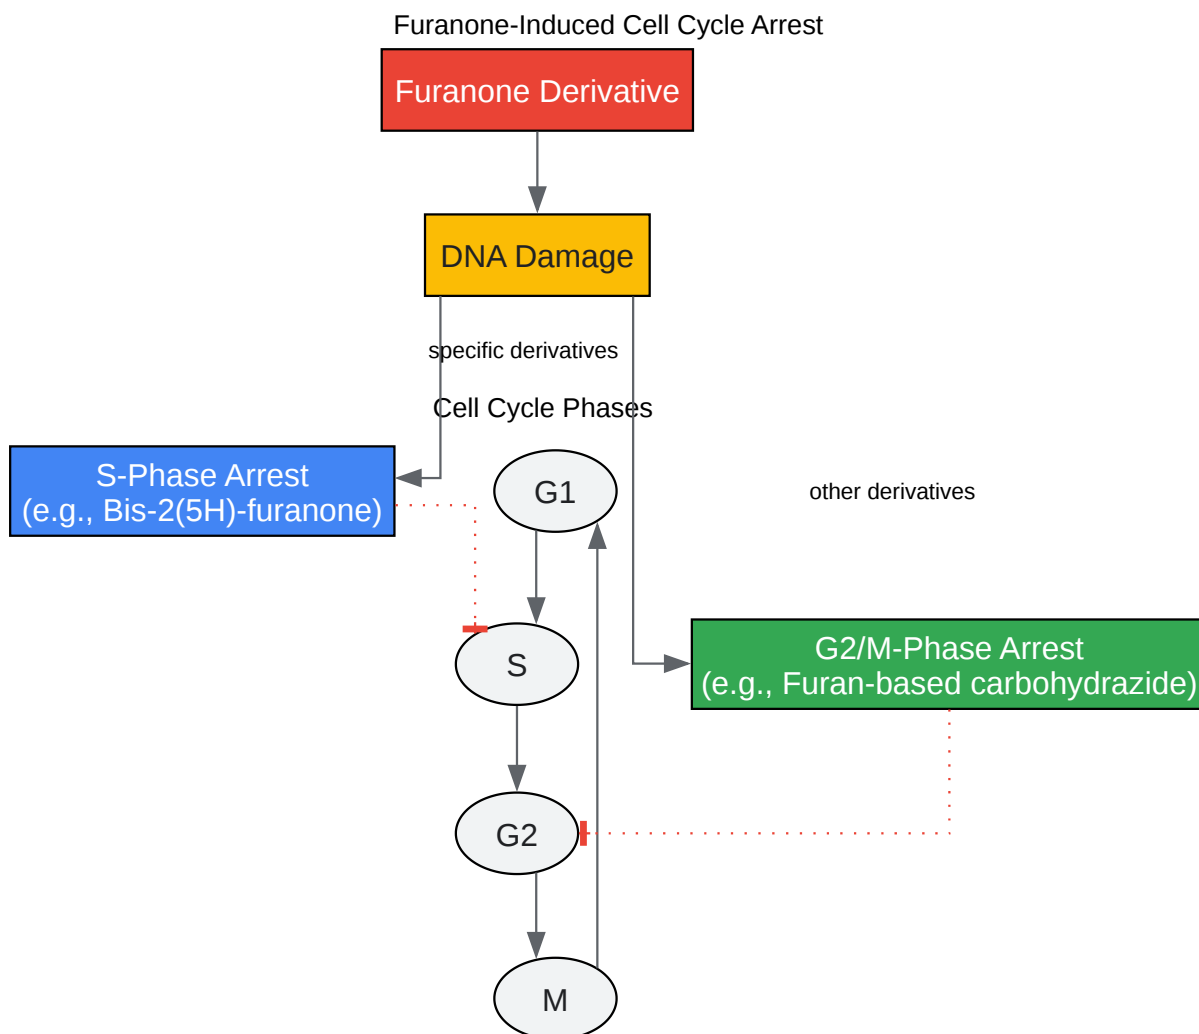 Furanone-Induced Cell Cycle Arrest
Furanone Derivative
DNA Damage
specific derivatives
Cell Cycle Phases
S-Phase Arrest
(e.g., Bis-2(5H)-furanone)
G1
other derivatives
S
G2/M-Phase Arrest
(e.g., Furan-based carbohydrazide)
G2
M